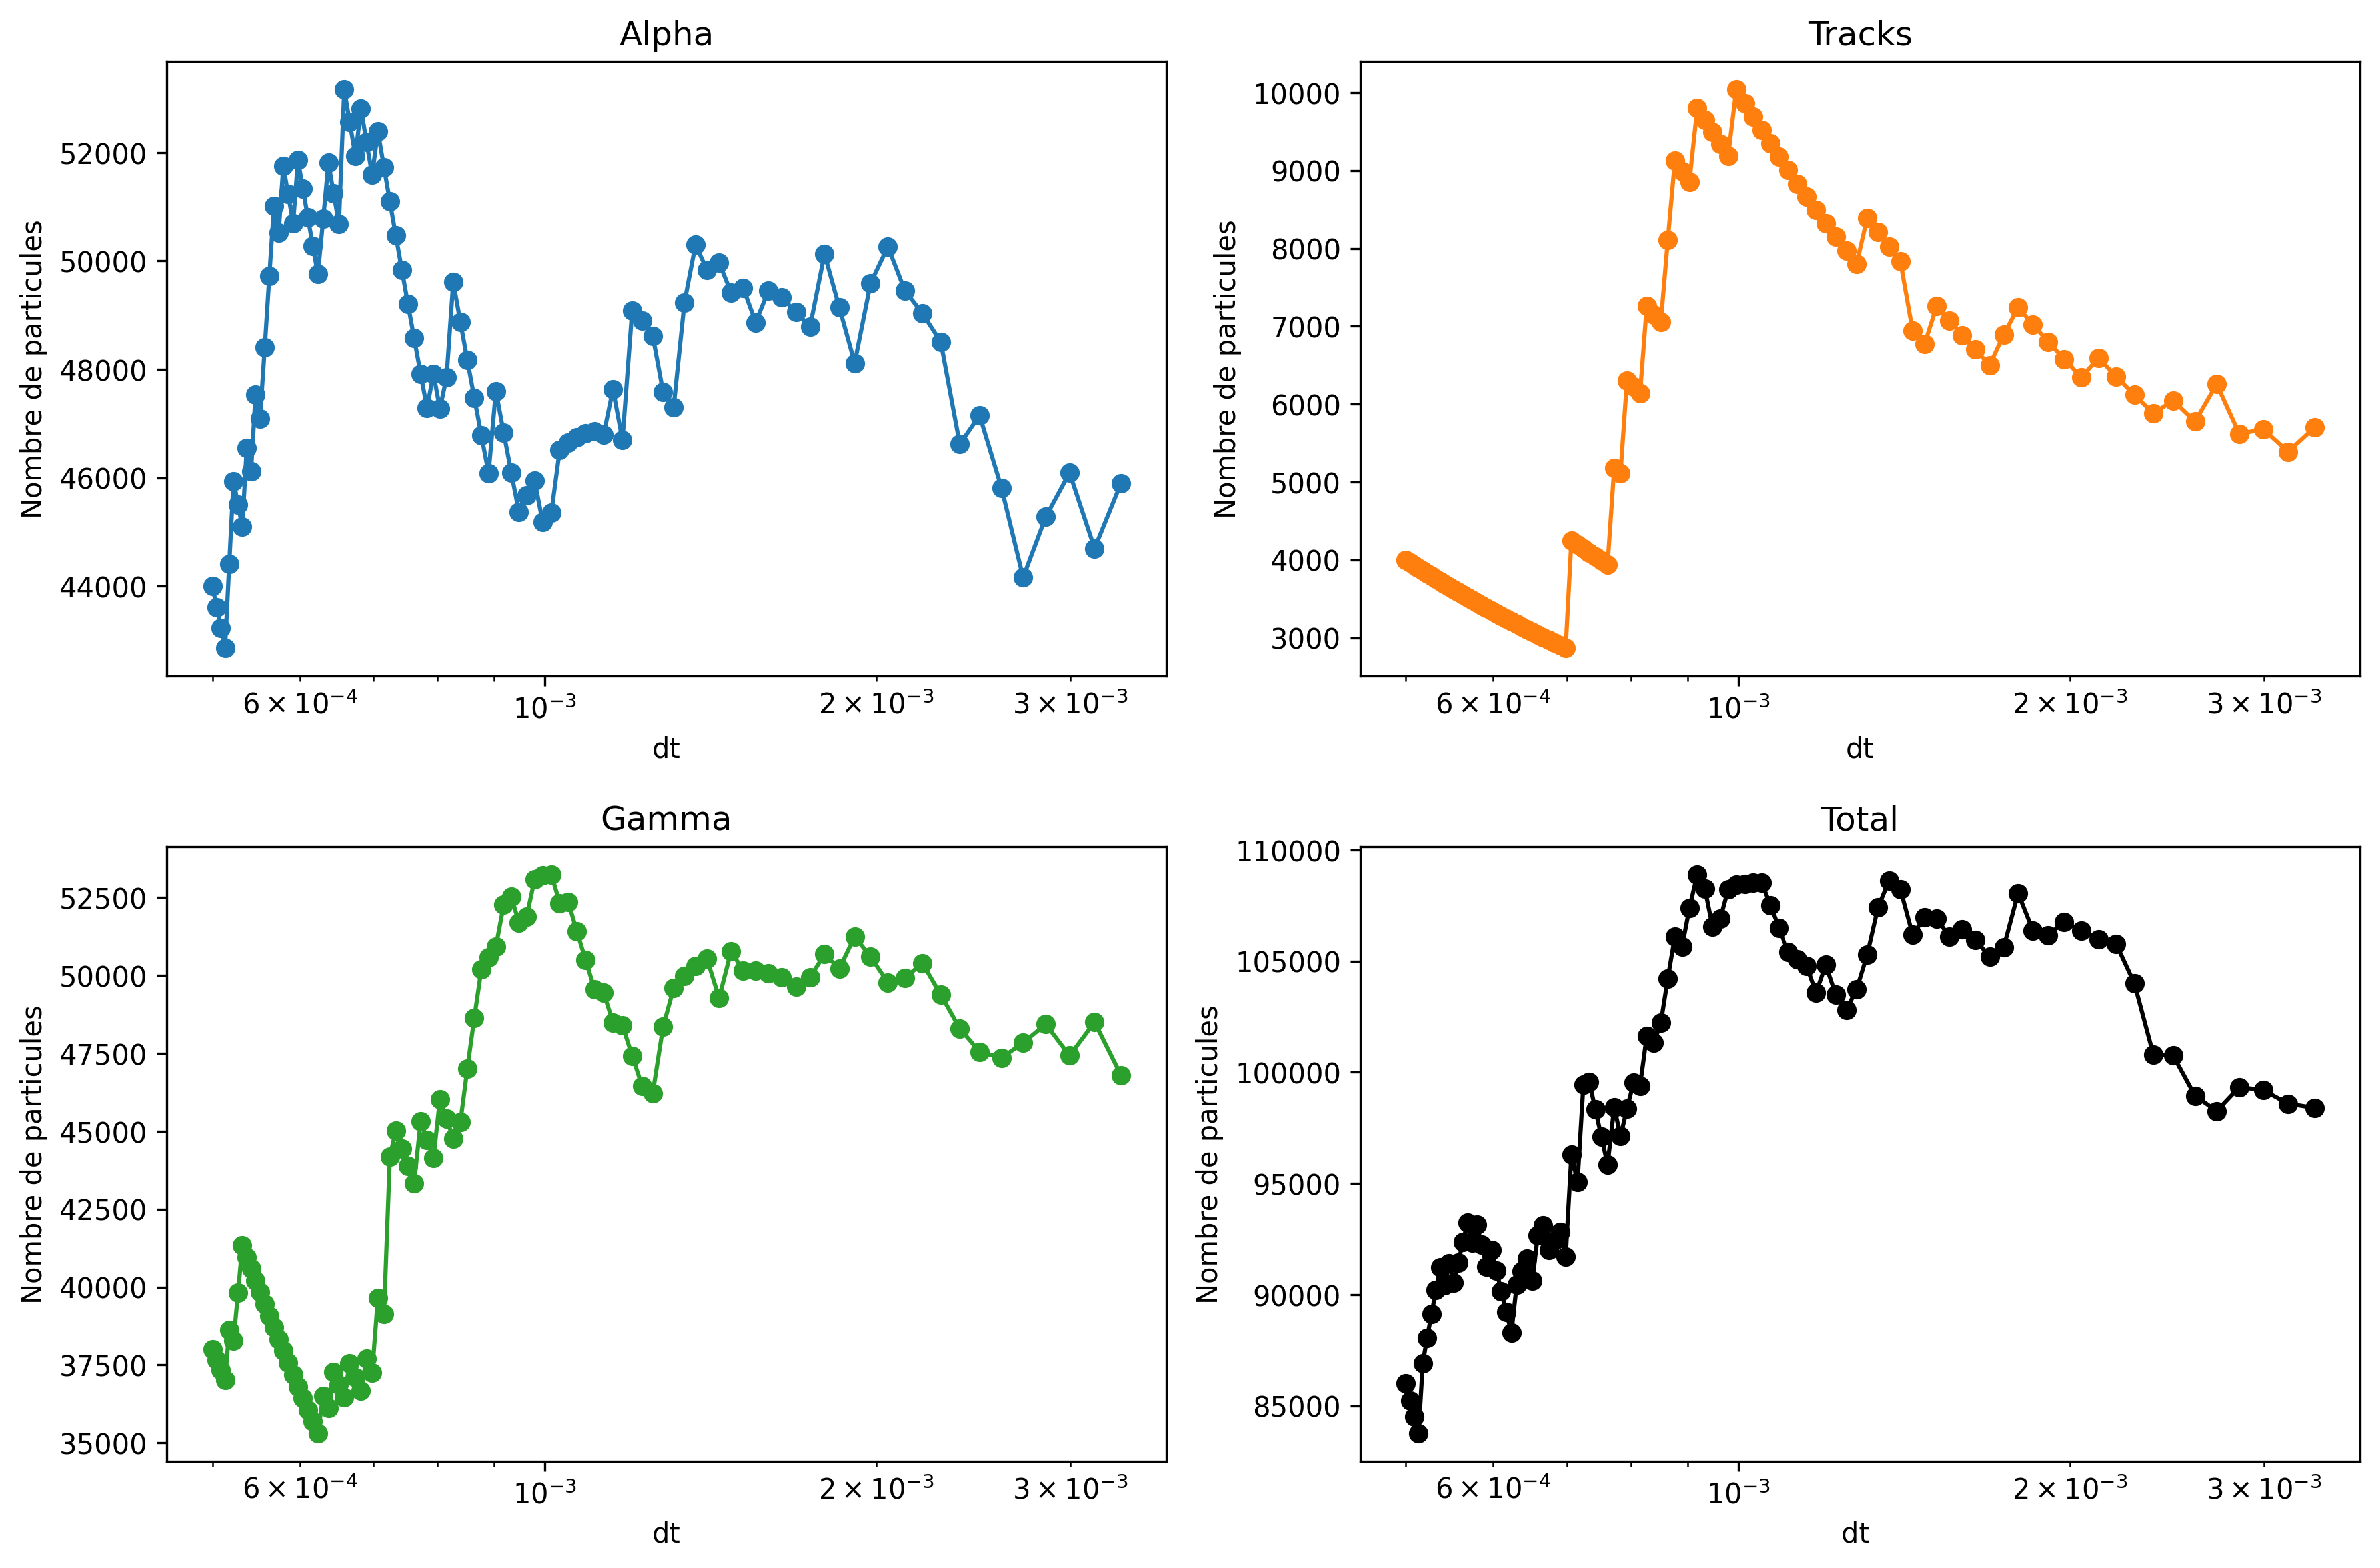 Alpha
Nombre de particules
52000
50000
48000
46000
44000
6 × 10⁻⁴
10⁻³
2 × 10⁻³
3 × 10⁻³
dt
Tracks
Nombre de particules
10000
9000
8000
7000
6000
5000
4000
3000
6 × 10⁻⁴
10⁻³
2 × 10⁻³
3 × 10⁻³
dt
Gamma
Nombre de particules
52500
50000
47500
45000
42500
40000
37500
35000
6 × 10⁻⁴
10⁻³
2 × 10⁻³
3 × 10⁻³
dt
Total
Nombre de particules
110000
105000
100000
95000
90000
85000
6 × 10⁻⁴
10⁻³
2 × 10⁻³
3 × 10⁻³
dt